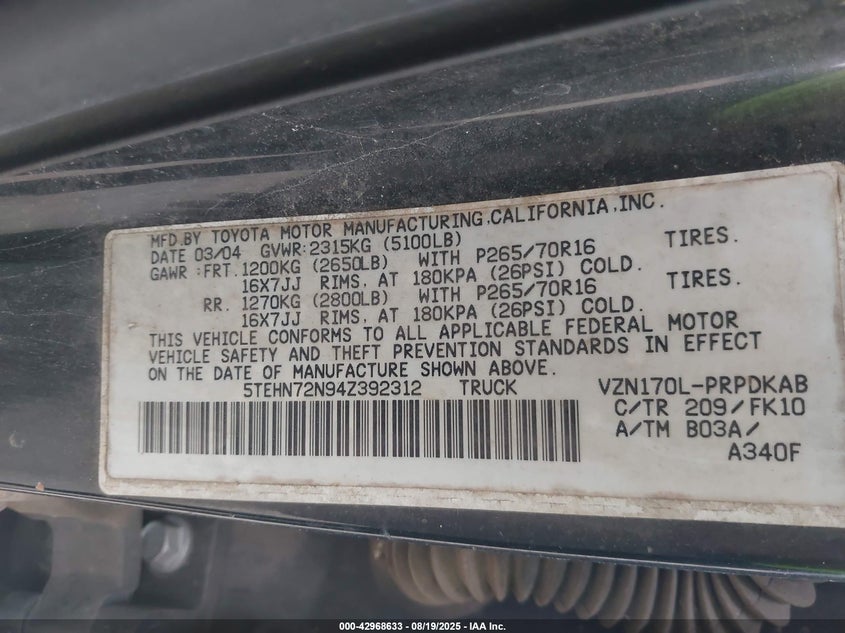 MFD.BY TOYOTA MOTOR MANUFACTURING,CALIFORNIA,INC.
DATE 03/04 GVWR:2315KG (5100LB)
GAWR :FRT.1200KG (2650LB) WITH P265/70R16 TIRES.
16X7JJ RIMS, AT 180KPA (26PSI) COLD.
RR. 1270KG (2800LB) WITH P265/70R16 TIRES.
16X7JJ RIMS, AT 180KPA (26PSI) COLD.
THIS VEHICLE CONFORMS TO ALL APPLICABLE FEDERAL MOTOR
VEHICLE SAFETY AND THEFT PREVENTION STANDARDS IN EFFECT
ON THE DATE OF MANUFACTURE SHOWN ABOVE.
5TEHN72N94Z392312 TRUCK VZN170L-PRPDKAB
C/TR 209/FK10
A/TM B03A/
A340F
000-42968633 - 08/19/2025 - IAA Inc.